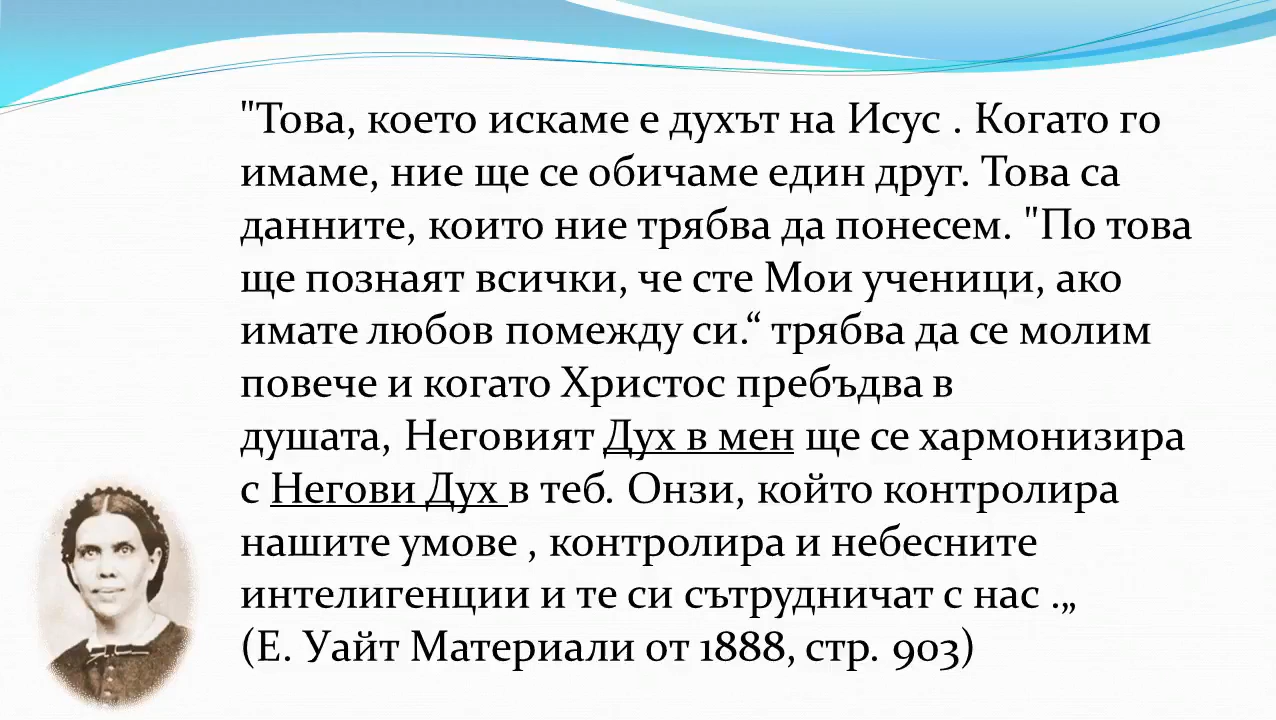 "Това, което искаме е духът на Исус . Когато го
имаме, ние ще се обичаме един друг. Това са
данните, които ние трябва да понесем. "По това
ще познаят всички, че сте Мои ученици, ако
имате любов помежду си.“ трябва да се молим
повече и когато Христос пребъдва в
душата, Неговият Дух в мен ще се хармонизира
с Негови Дух в теб. Онзи, който контролира
нашите умове , контролира и небесните
интелигенции и те си сътрудничат с нас .„
(Е. Уайт Материали от 1888, стр. 903)